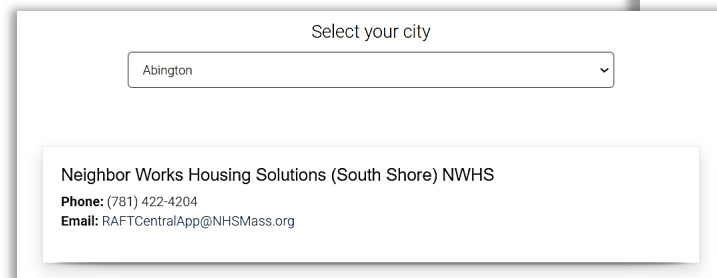 Select your city
Abington
Neighbor Works Housing Solutions (South Shore) NWHS
Phone: (781) 422-4204
Email: RAFTCentralApp@NHSMass.org